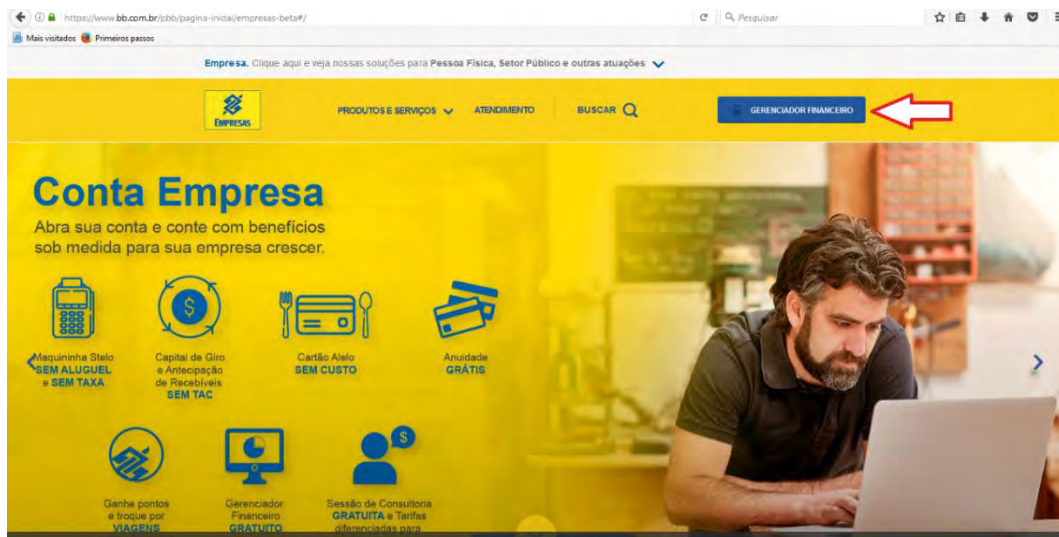 https://www.bb.com.br/pbb/pagina-inicial/empresas-beta#/
Pesquisar
Mais visitados Primeiros passos
Empresa. Clique aqui e veja nossas soluções para Pessoa Física, Setor Público e outras atuações
EMPRESAS
PRODUTOS E SERVIÇOS
ATENDIMENTO
BUSCAR
GERENCIADOR FINANCEIRO
Conta Empresa
Abra sua conta e conte com benefícios
sob medida para sua empresa crescer.
Maquininha Stelo
SEM ALUGUEL
e SEM TAXA
Capital de Giro
e Antecipação
de Recebíveis
SEM TAC
Cartão Alelo
SEM CUSTO
Anuidade
GRÁTIS
Ganhe pontos
e troque por
VIAGENS
Gerenciador
Financeiro
GRATUITO
Sessão de Consultoria
GRATUITA e Tarifas
diferenciadas para